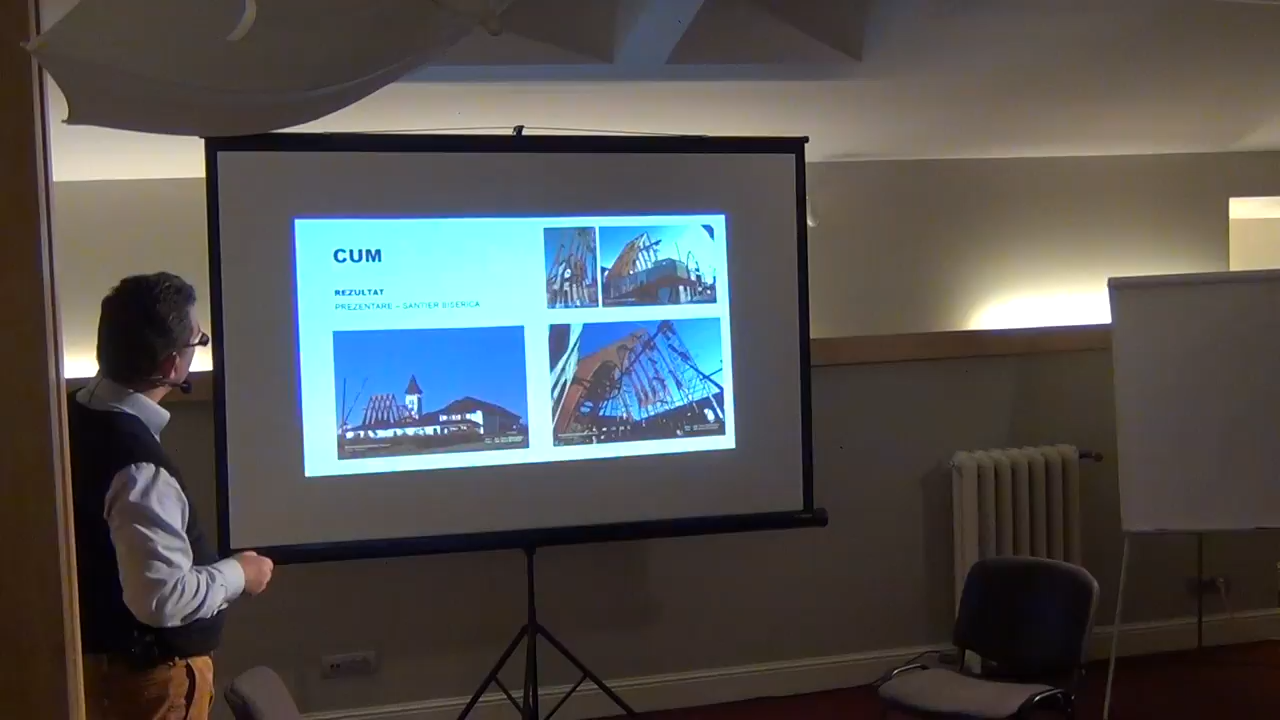 CUM
REZULTAT
PREZENTARE – SANTIER BISERICA